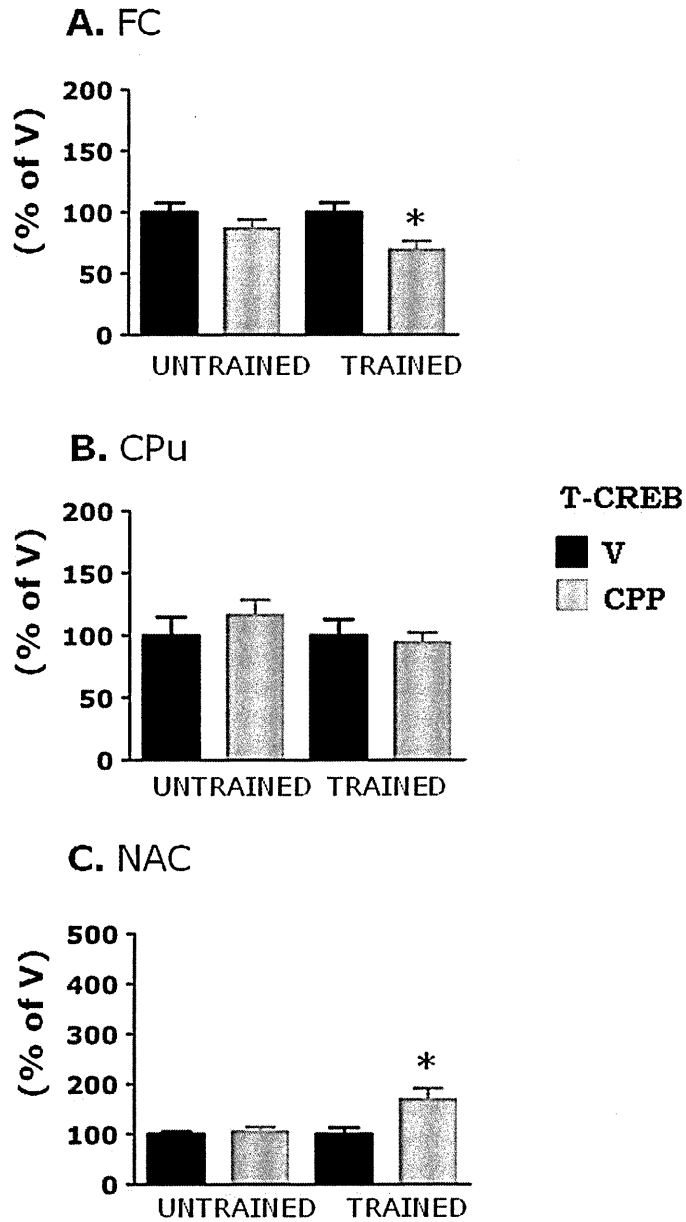 A. FC
(% of V)
200
150
100
50
0
*
UNTRAINED TRAINED
B. CPu
(% of V)
200
150
100
50
0
UNTRAINED TRAINED
T-CREB
V
CPP
C. NAC
(% of V)
500
400
300
200
100
0
*
UNTRAINED TRAINED